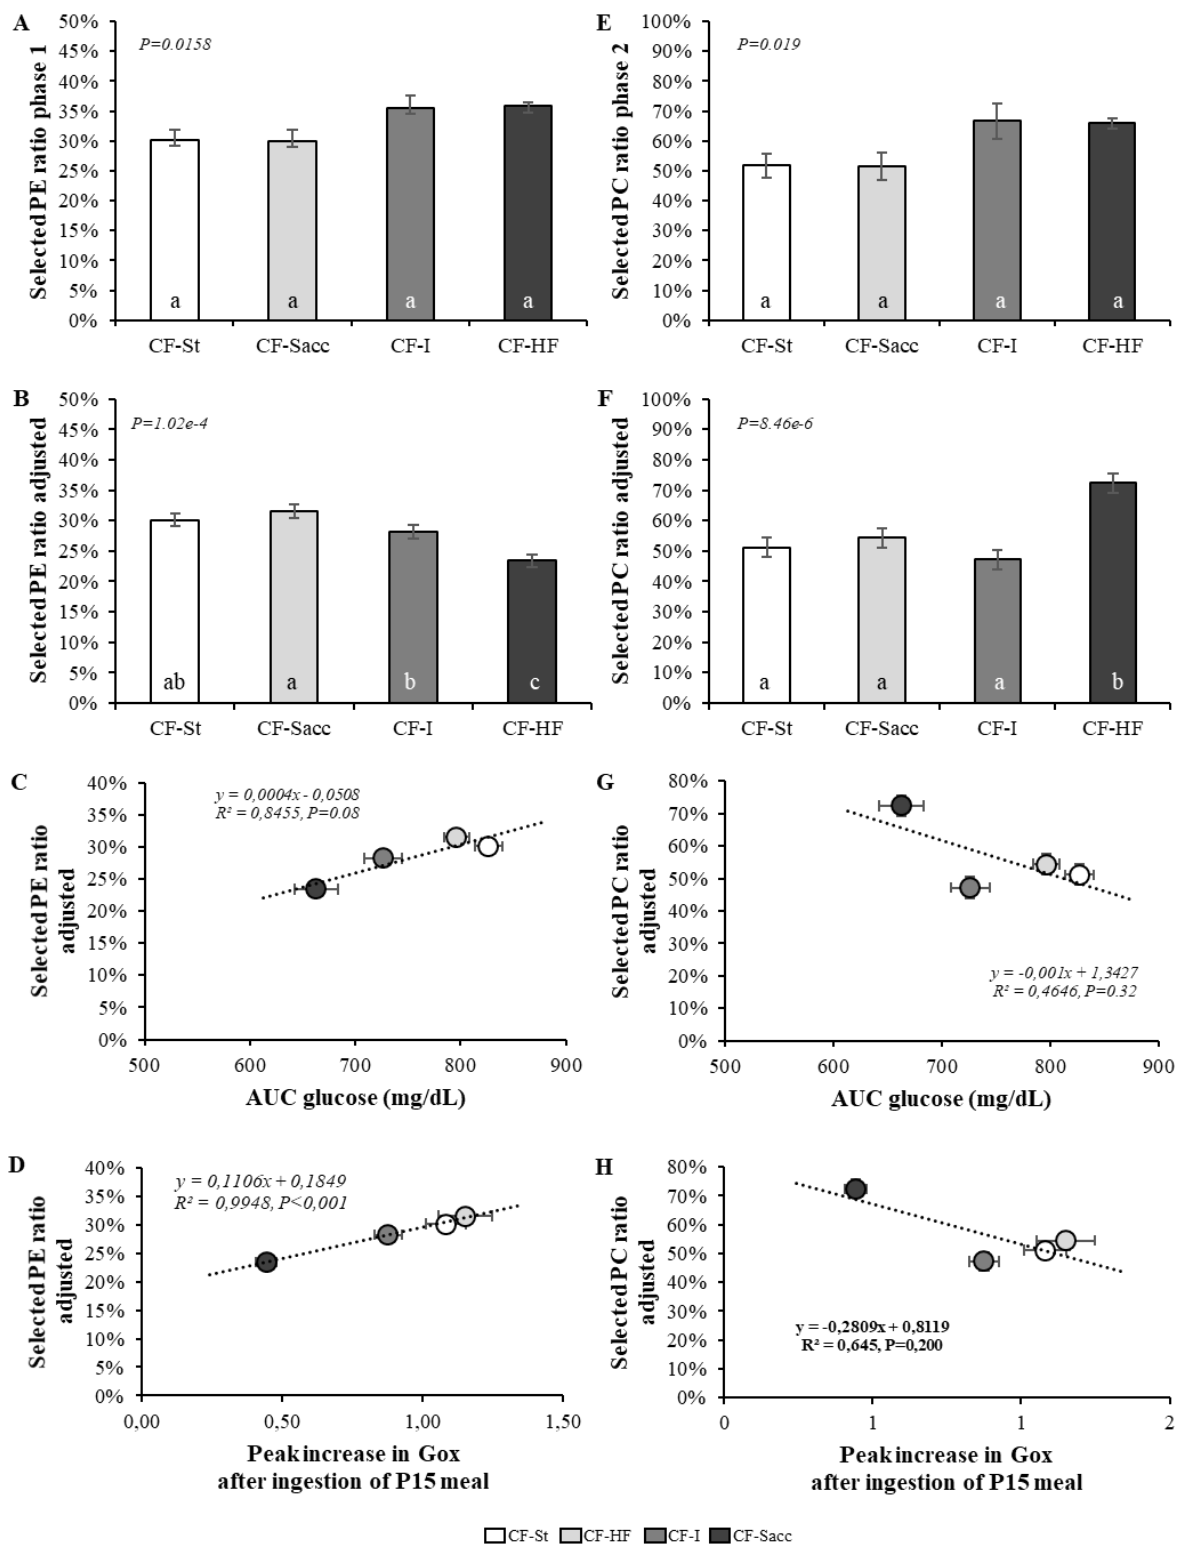 A
Selected PE ratio phase 1
50%
45%
40%
35%
30%
25%
20%
15%
10%
5%
0%
P=0.0158
a a a a
CF-St CF-Sacc CF-I CF-HF
E
Selected PC ratio phase 2
100%
90%
80%
70%
60%
50%
40%
30%
20%
10%
0%
P=0.019
a a a a
CF-St CF-Sacc CF-I CF-HF
B
Selected PE ratio adjusted
50%
45%
40%
35%
30%
25%
20%
15%
10%
5%
0%
P=1.02e-4
ab a b c
CF-St CF-Sacc CF-I CF-HF
F
Selected PC ratio adjusted
100%
90%
80%
70%
60%
50%
40%
30%
20%
10%
0%
P=8.46e-6
a a a b
CF-St CF-Sacc CF-I CF-HF
C
Selected PE ratio
adjusted
40%
35%
30%
25%
20%
15%
10%
5%
0%
y = 0,0004x - 0,0508
R² = 0,8455, P=0.08
500 600 700 800 900
AUC glucose (mg/dL)
G
Selected PC ratio
adjusted
80%
70%
60%
50%
40%
30%
20%
10%
0%
y = -0,001x + 1,3427
R² = 0,4646, P=0.32
500 600 700 800 900
AUC glucose (mg/dL)
D
Selected PE ratio
adjusted
40%
35%
30%
25%
20%
15%
10%
5%
0%
y = 0,1106x + 0,1849
R² = 0,9948, P<0,001
0,00 0,50 1,00 1,50
Peak increase in Gox
after ingestion of P15 meal
H
Selected PC ratio
adjusted
80%
70%
60%
50%
40%
30%
20%
10%
0%
y = -0,2809x + 0,8119
R² = 0,645, P=0,200
0 1 1 2
Peak increase in Gox
after ingestion of P15 meal
CF-St CF-HF CF-I CF-Sacc